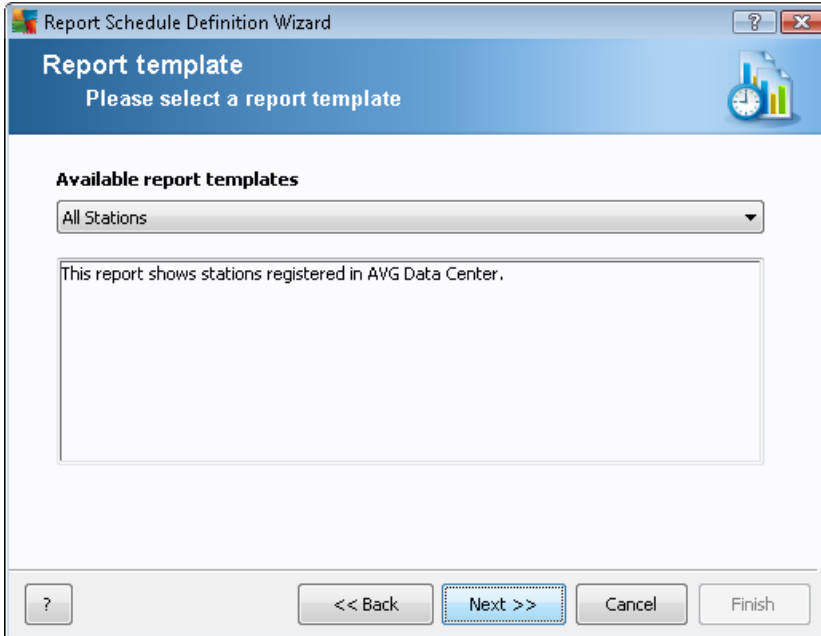 Report Schedule Definition Wizard
?
Report template
Please select a report template
Available report templates
All Stations
This report shows stations registered in AVG Data Center.
?
<< Back
Next >>
Cancel
Finish